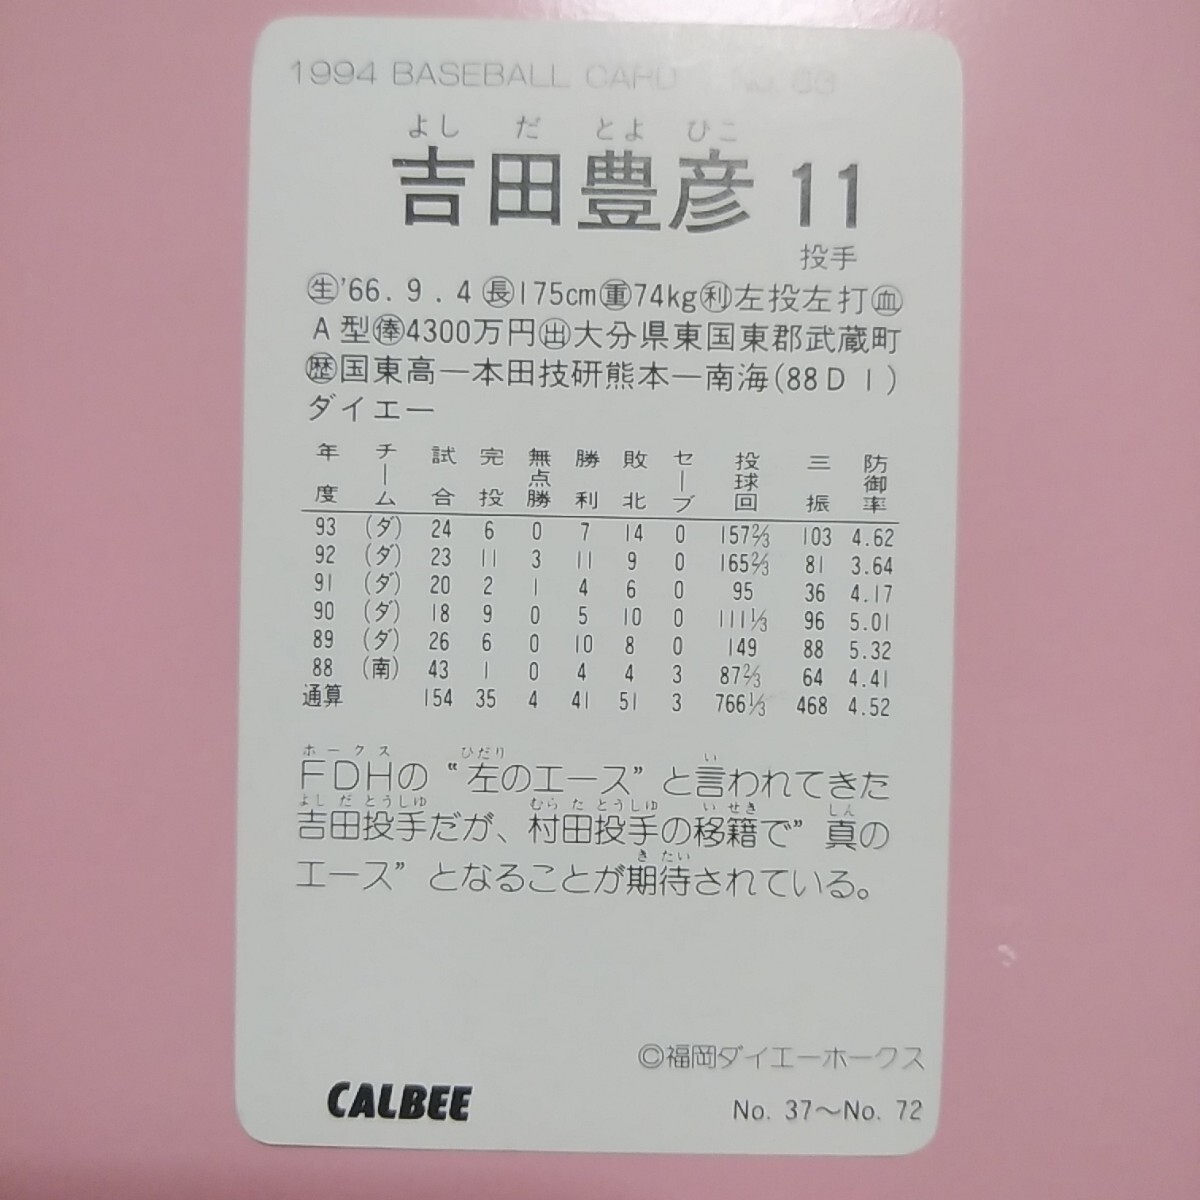 1994 BASEBALL CARD No.
よし だ とよ ひこ
吉田豊彦 11
投手
生'66.9.4長175cm重74kg利左投左打血
A型俸4300万円出大分県東国東郡武蔵町
歴国東高―本田技研熊本―南海(88D1)
ダイエー
年度 チーム 試合 完投 無点勝 勝利 敗北 セーブ 投球回 三振 防御率
93 (ダ) 24 6 0 7 14 0 157⅔ 103 4.62
92 (ダ) 23 11 3 11 9 0 165⅔ 81 3.64
91 (ダ) 20 2 1 4 6 0 95 36 4.17
90 (ダ) 18 9 0 5 10 0 111⅓ 96 5.01
89 (ダ) 26 6 0 10 8 0 149 88 5.32
88 (南) 43 1 0 4 4 3 87⅔ 64 4.41
通算 154 35 4 41 51 3 766⅓ 468 4.52
ホークス ひだり い
FDHの“左のエース”と言われてきた
よし だ とうしゅ むら た とうしゅ い せき しん
吉田投手だが、村田投手の移籍で”真の
き たい
エース”となることが期待されている。
©福岡ダイエーホークス
CALBEE
No. 37〜No. 72